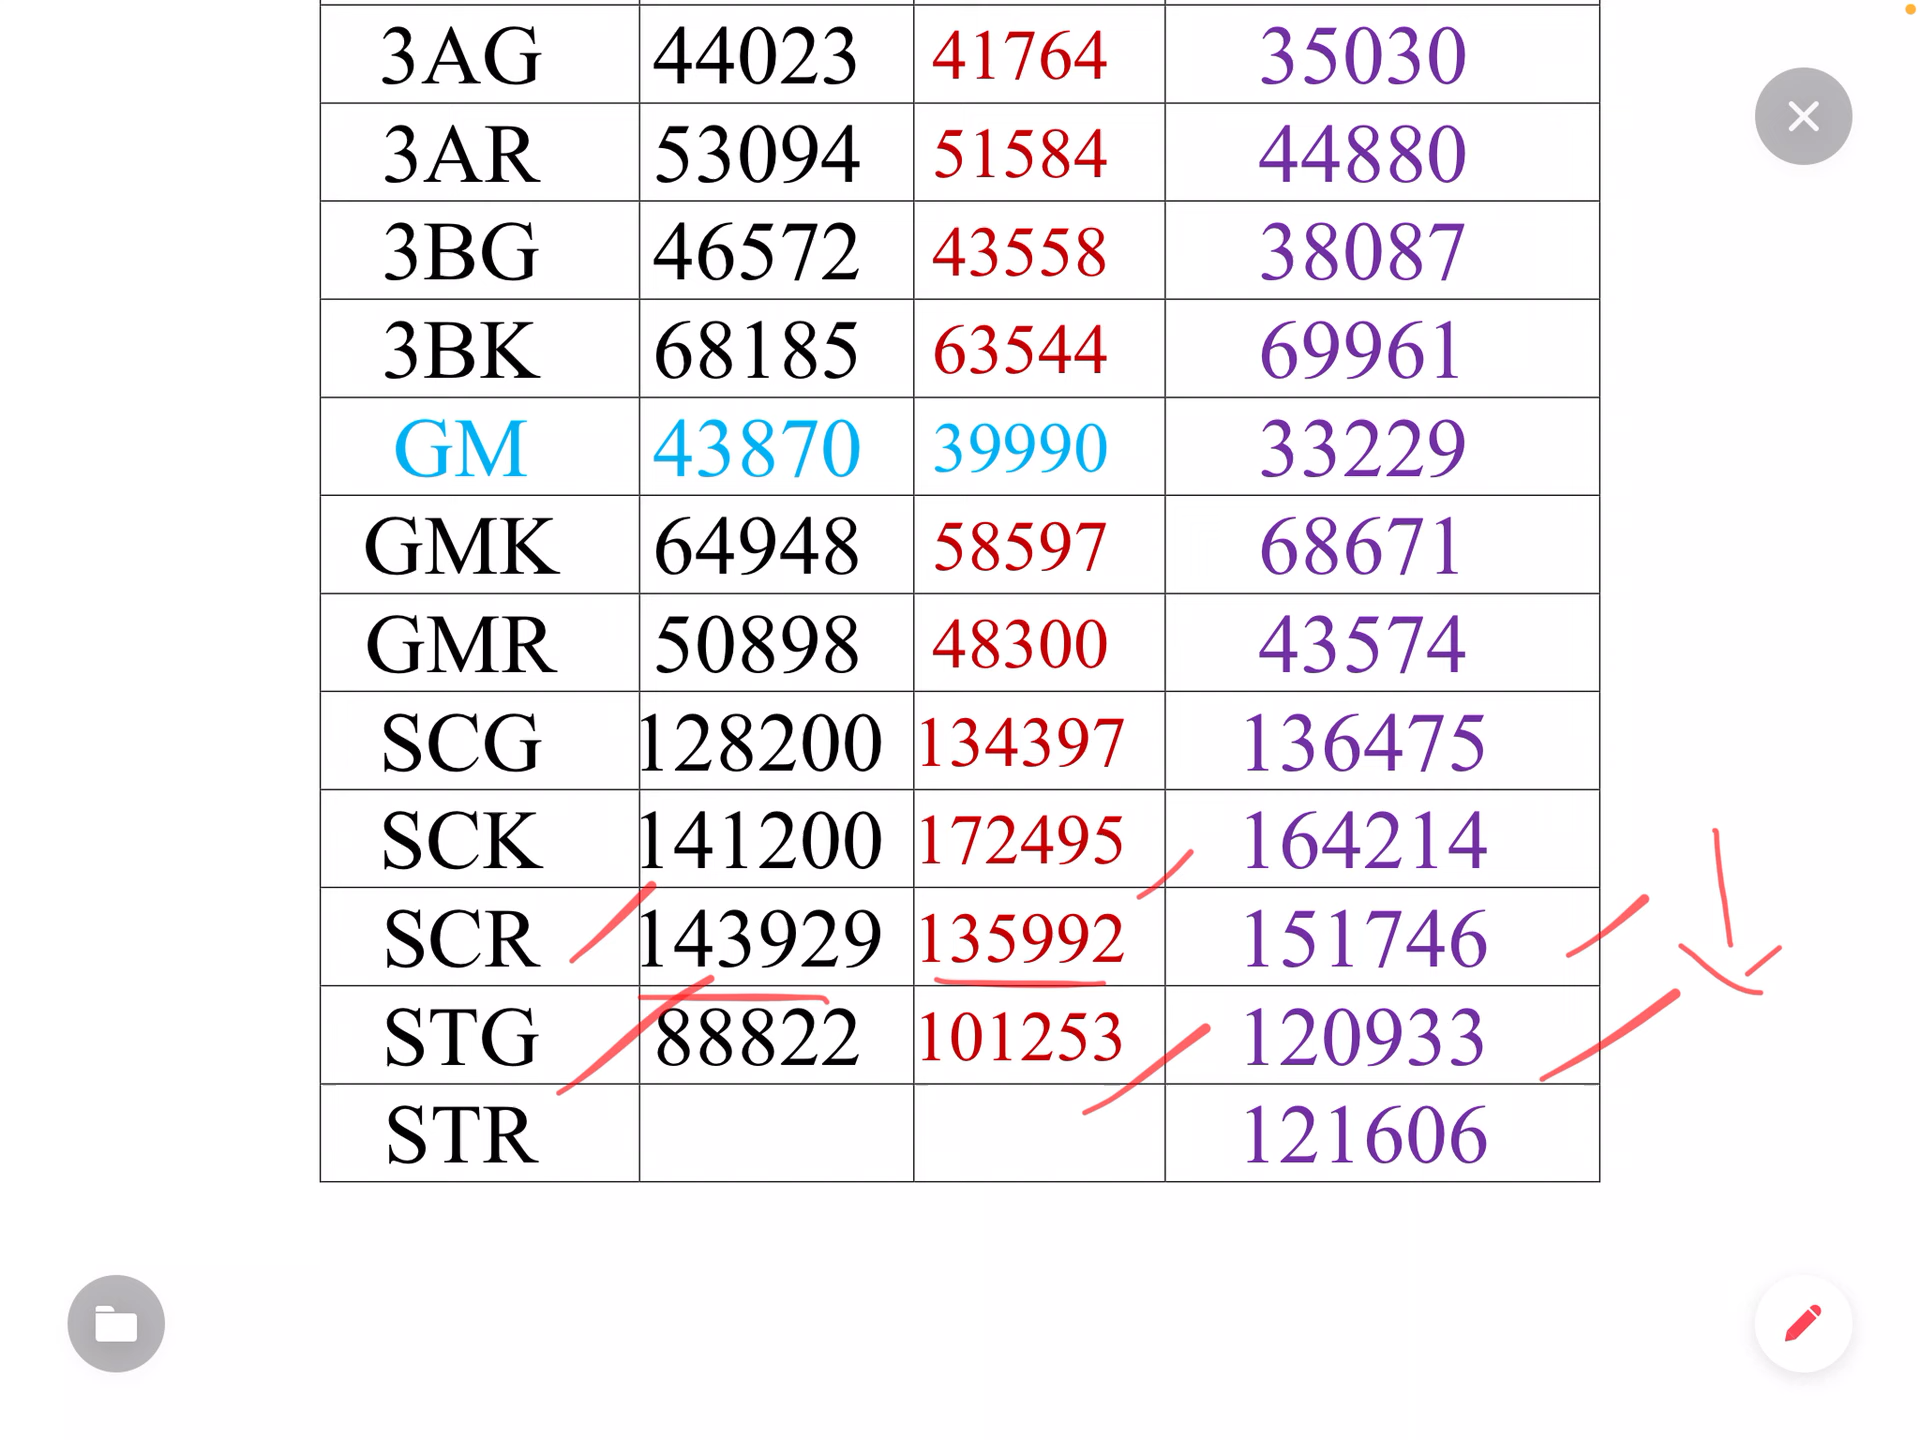 3AG 44023 41764 35030
3AR 53094 51584 44880
3BG 46572 43558 38087
3BK 68185 63544 69961
GM 43870 39990 33229
GMK 64948 58597 68671
GMR 50898 48300 43574
SCG 128200 134397 136475
SCK 141200 172495 164214
SCR 143929 135992 151746
STG 88822 101253 120933
STR 121606